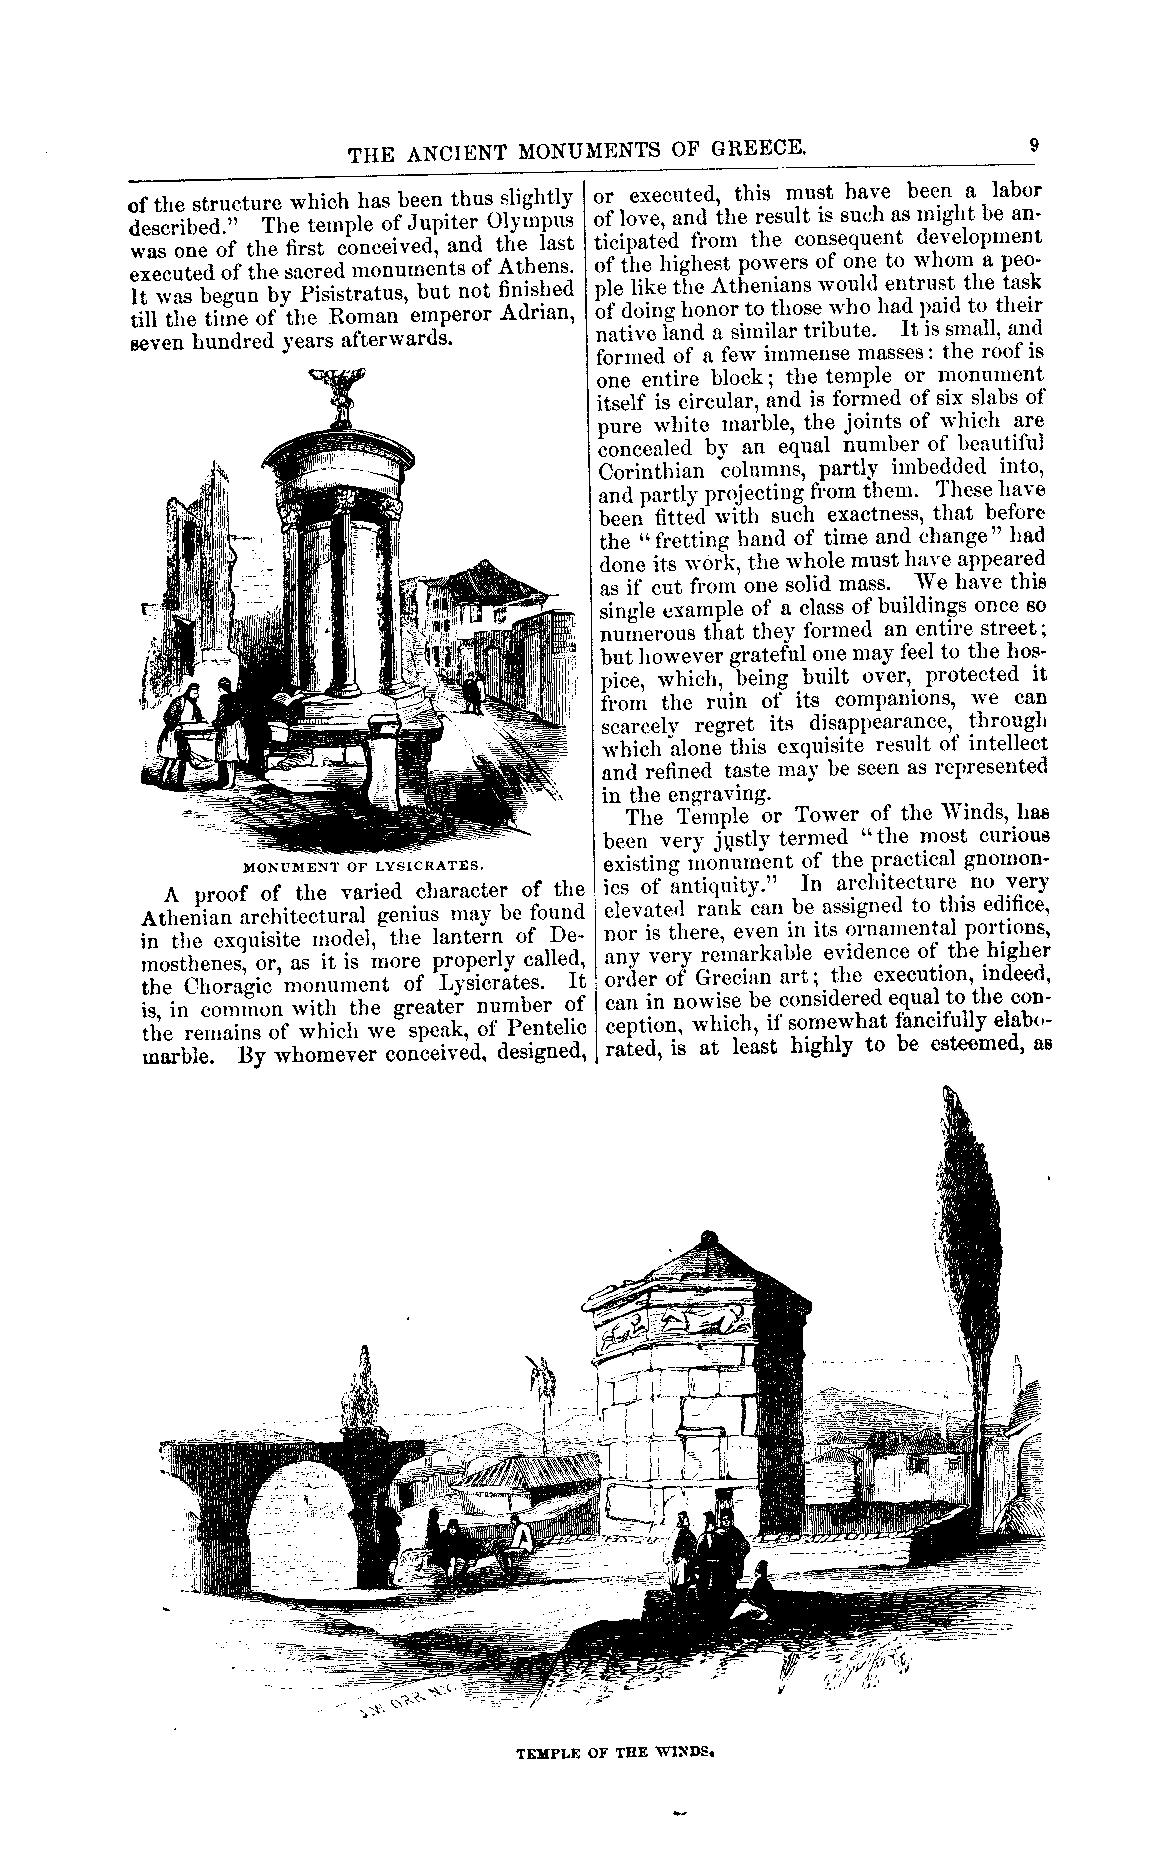 THE ANCIENT MONUMENTS OF GREECE.
9
of the structure which has been thus slightly
described." The temple of Jupiter Olympus
was one of the first conceived, and the last
executed of the sacred monuments of Athens.
It was begun by Pisistratus, but not finished
till the time of the Roman emperor Adrian,
seven hundred years afterwards.
MONUMENT OF LYSICRATES.
A proof of the varied character of the
Athenian architectural genius may be found
in the exquisite model, the lantern of De-
mosthenes, or, as it is more properly called,
the Choragic monument of Lysicrates. It
is, in common with the greater number of
the remains of which we speak, of Pentelic
marble. By whomever conceived, designed,
or executed, this must have been a labor
of love, and the result is such as might be an-
ticipated from the consequent development
of the highest powers of one to whom a peo-
ple like the Athenians would entrust the task
of doing honor to those who had paid to their
native land a similar tribute. It is small, and
formed of a few immense masses: the roof is
one entire block; the temple or monument
itself is circular, and is formed of six slabs of
pure white marble, the joints of which are
concealed by an equal number of beautiful
Corinthian columns, partly imbedded into,
and partly projecting from them. These have
been fitted with such exactness, that before
the "fretting hand of time and change" had
done its work, the whole must have appeared
as if cut from one solid mass. We have this
single example of a class of buildings once so
numerous that they formed an entire street;
but however grateful one may feel to the hos-
pice, which, being built over, protected it
from the ruin of its companions, we can
scarcely regret its disappearance, through
which alone this exquisite result of intellect
and refined taste may be seen as represented
in the engraving.
The Temple or Tower of the Winds, has
been very justly termed "the most curious
existing monument of the practical gnomon-
ics of antiquity." In architecture no very
elevated rank can be assigned to this edifice,
nor is there, even in its ornamental portions,
any very remarkable evidence of the higher
order of Grecian art; the execution, indeed,
can in nowise be considered equal to the con-
ception, which, if somewhat fancifully elabo-
rated, is at least highly to be esteemed, as
J.W. ORR N.Y.
TEMPLE OF THE WINDS.